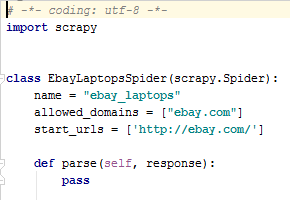 # -*- coding: utf-8 -*-
import scrapy
class EbayLaptopsSpider(scrapy.Spider):
    name = "ebay_laptops"
    allowed_domains = ["ebay.com"]
    start_urls = ['http://ebay.com/']
    def parse(self, response):
        pass